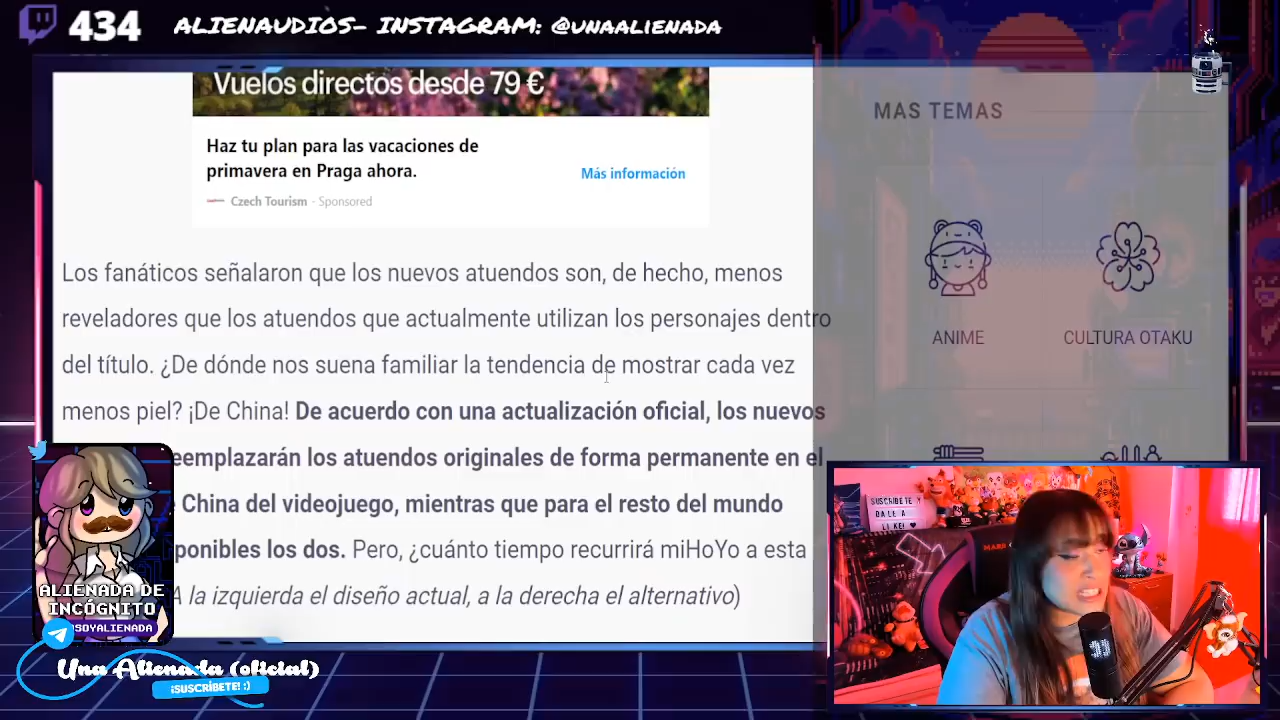 434
ALIENAUDIOS- INSTAGRAM: @UNAALIENADA
Vuelos directos desde 79 €
Haz tu plan para las vacaciones de
primavera en Praga ahora.
Más información
Czech Tourism - Sponsored
MAS TEMAS
ANIME
CULTURA OTAKU
Los fanáticos señalaron que los nuevos atuendos son, de hecho, menos
reveladores que los atuendos que actualmente utilizan los personajes dentro
del título. ¿De dónde nos suena familiar la tendencia de mostrar cada vez
menos piel? ¡De China! De acuerdo con una actualización oficial, los nuevos
eemplazarán los atuendos originales de forma permanente en el
China del videojuego, mientras que para el resto del mundo
ponibles los dos. Pero, ¿cuánto tiempo recurrirá miHoYo a esta
A la izquierda el diseño actual, a la derecha el alternativo)
ALIENADA DE
INCÓGNITO
SOYALIENADA
Una Alienada (oficial)
¡SUSCRÍBETE! :)
SUSCRIBETE Y
DALE A
LIKE!